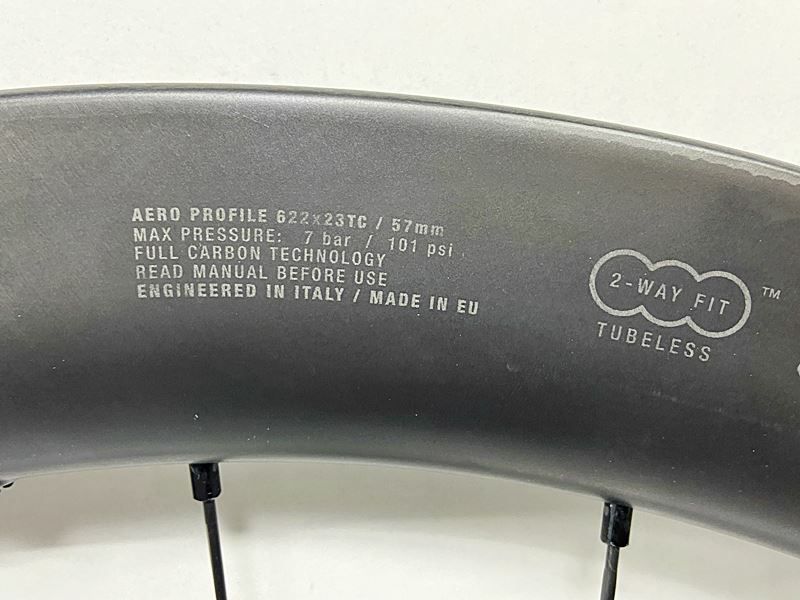 AERO PROFILE 622x23TC / 57mm
MAX PRESSURE: 7 bar / 101 psi
FULL CARBON TECHNOLOGY
READ MANUAL BEFORE USE
ENGINEERED IN ITALY / MADE IN EU
2-WAY FIT ™
TUBELESS